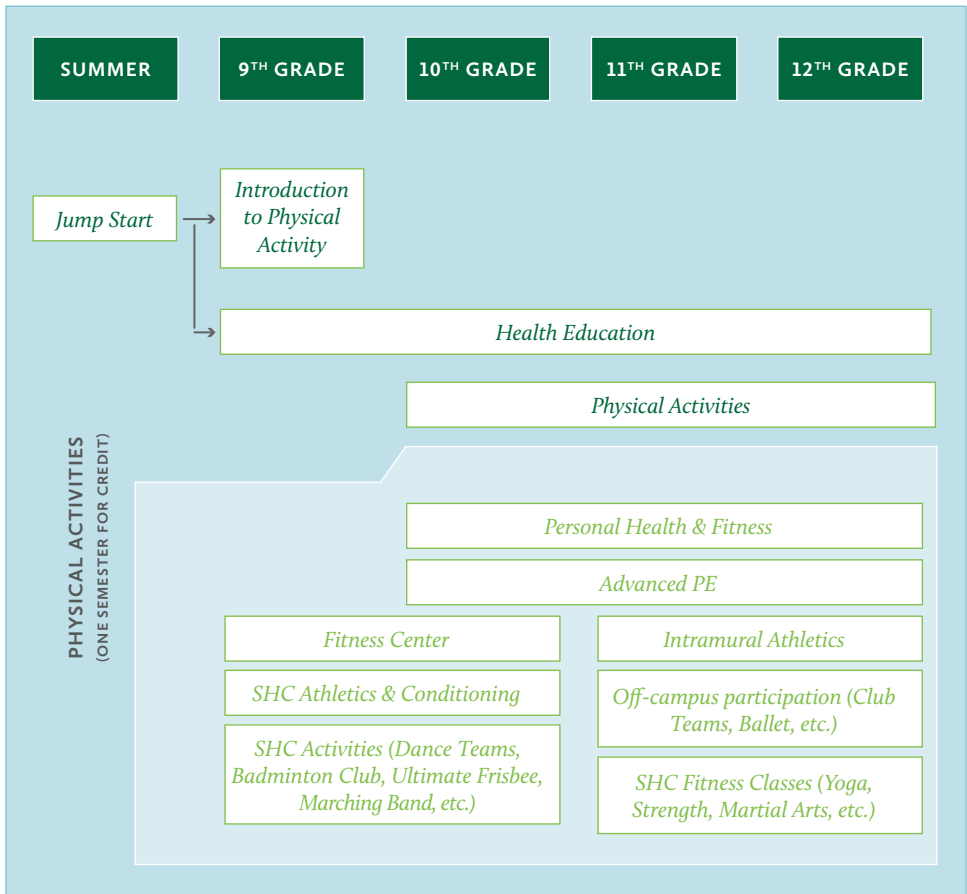 SUMMER
9TH GRADE
10TH GRADE
11TH GRADE
12TH GRADE
Jump Start
Introduction
to Physical
Activity
Health Education
Physical Activities
PHYSICAL ACTIVITIES
(ONE SEMESTER FOR CREDIT)
Personal Health & Fitness
Advanced PE
Fitness Center
Intramural Athletics
SHC Athletics & Conditioning
Off-campus participation (Club
Teams, Ballet, etc.)
SHC Activities (Dance Teams,
Badminton Club, Ultimate Frisbee,
Marching Band, etc.)
SHC Fitness Classes (Yoga,
Strength, Martial Arts, etc.)